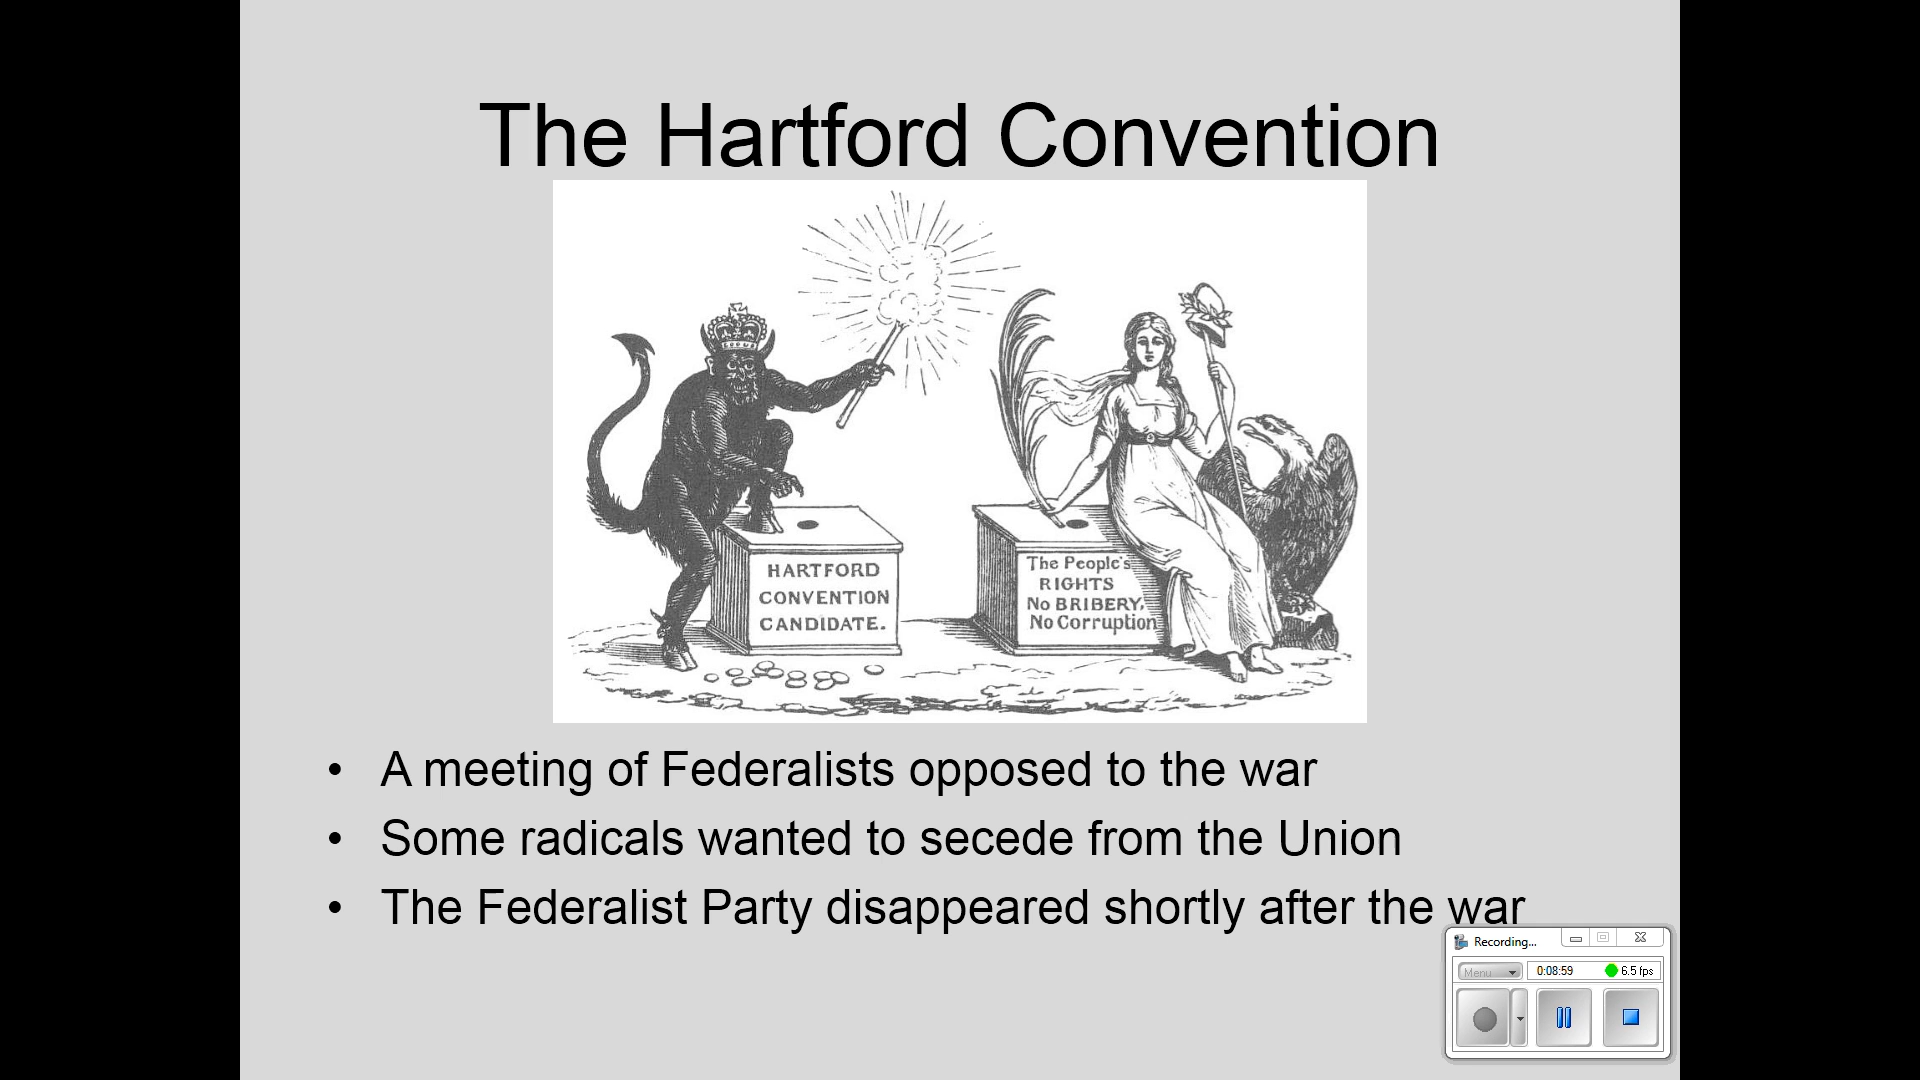 The Hartford Convention
HARTFORD
CONVENTION
CANDIDATE.
The People's
RIGHTS
No BRIBERY,
No Corruption
• A meeting of Federalists opposed to the war
• Some radicals wanted to secede from the Union
• The Federalist Party disappeared shortly after the war
Recording...
Menu 0:08:59 6.5 fps